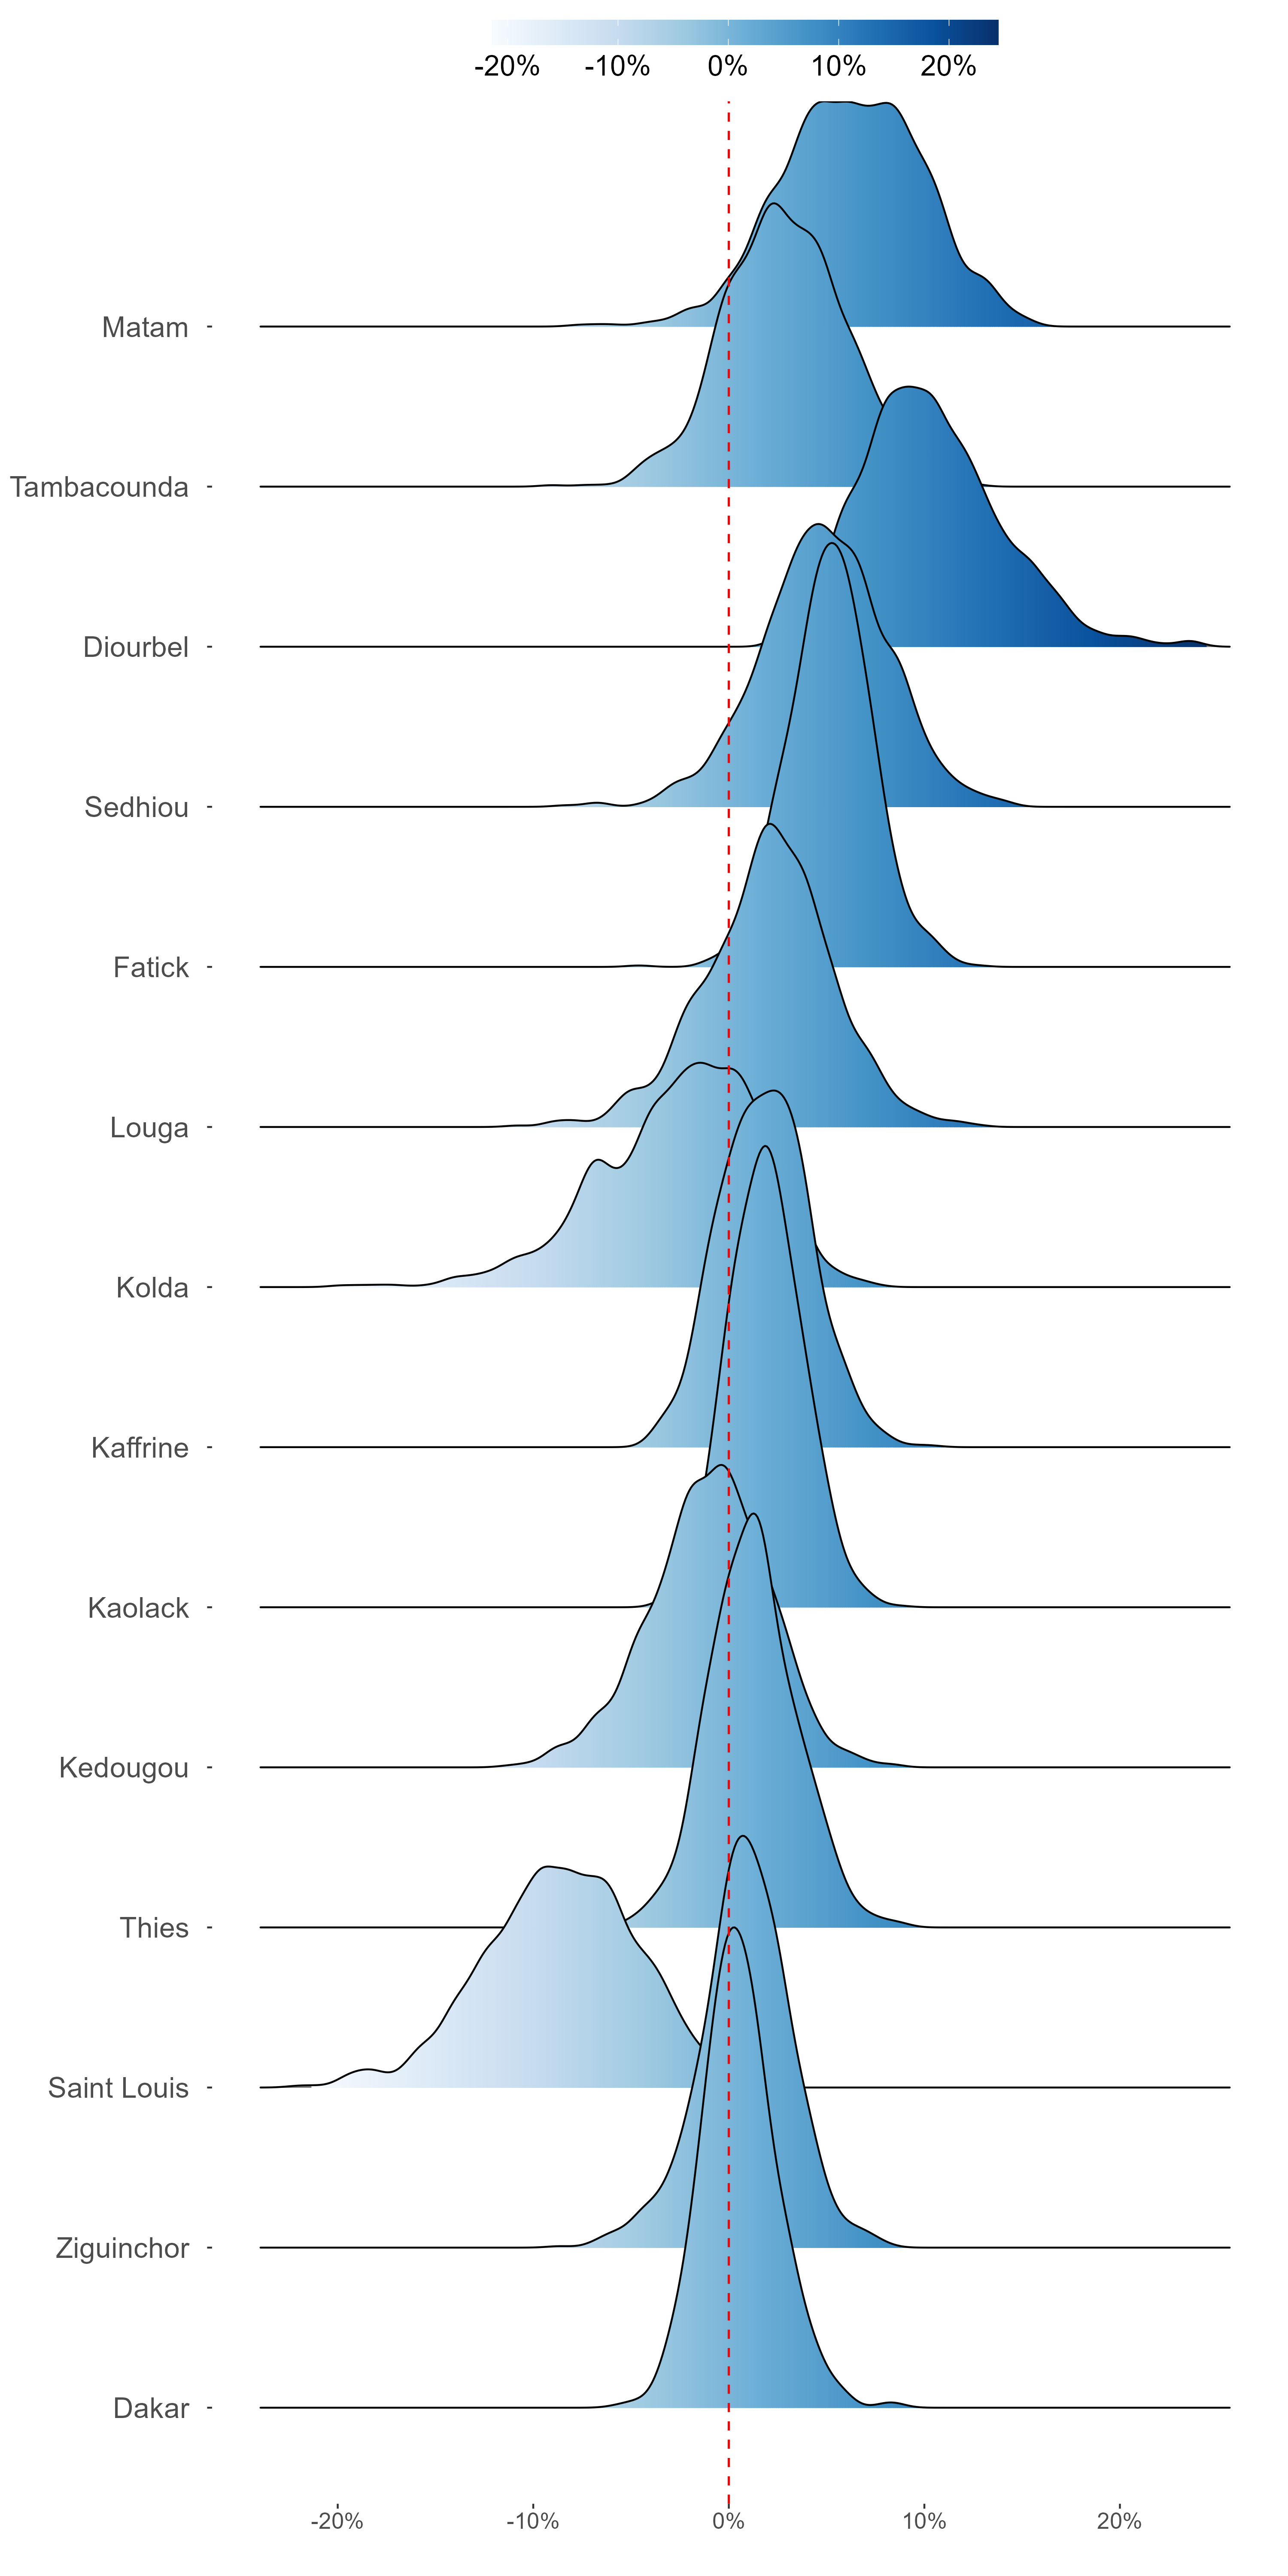 -20% -10% 0% 10% 20%
Matam
Tambacounda
Diourbel
Sedhiou
Fatick
Louga
Kolda
Kaffrine
Kaolack
Kedougou
Thies
Saint Louis
Ziguinchor
Dakar
-20% -10% 0% 10% 20%